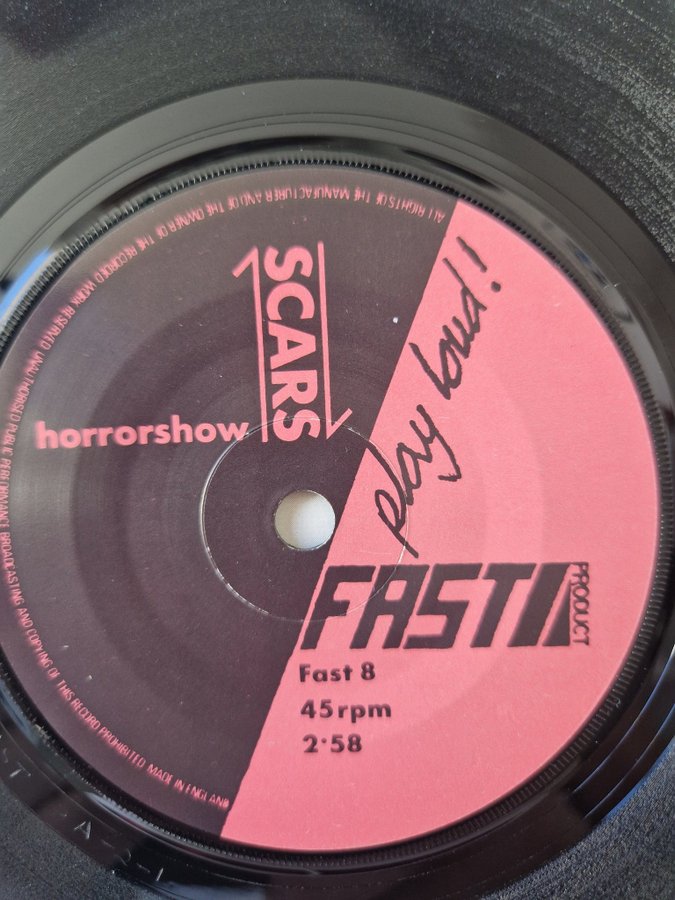 ALL RIGHTS OF THE MANUFACTURER AND OF THE OWNER OF THE RECORDED WORK RESERVED UNAUTHORISED PUBLIC PERFORMANCE BROADCASTING AND COPYING OF THIS RECORD PROHIBITED MADE IN ENGLAND
SCARS
horrorshow
play loud!
FAST PRODUCT
Fast 8
45rpm
2·58